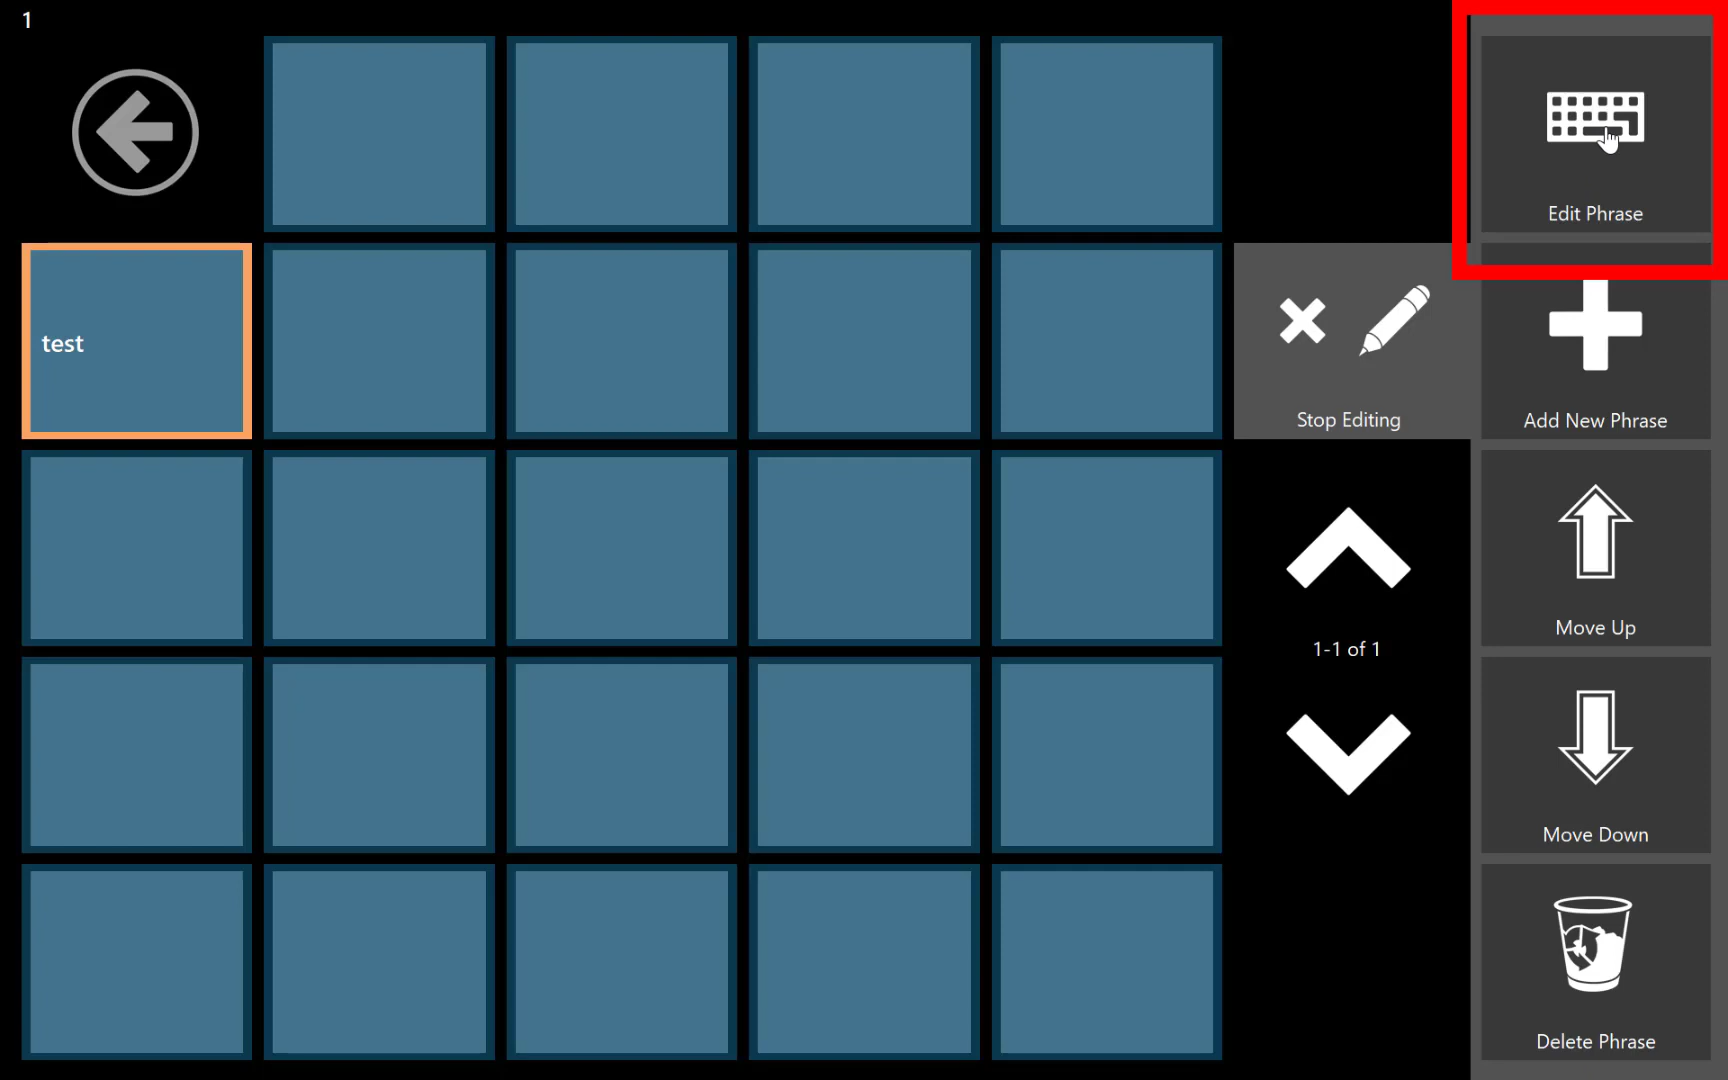 1
Edit Phrase
test
Stop Editing
Add New Phrase
1-1 of 1
Move Up
Move Down
Delete Phrase